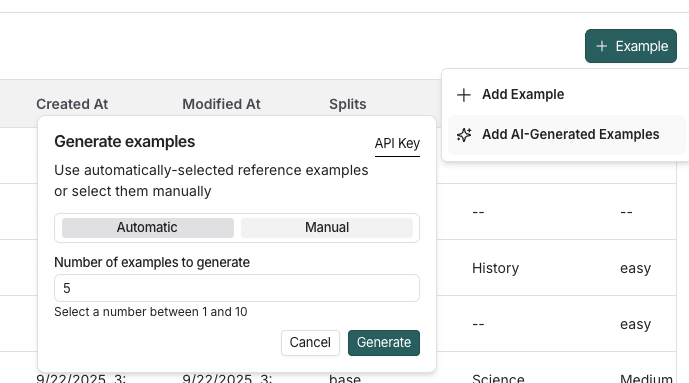 + Example
Add Example
Add AI-Generated Examples
Created At Modified At Splits
Generate examples API Key
Use automatically-selected reference examples
or select them manually
Automatic Manual
Number of examples to generate
5
Select a number between 1 and 10
Cancel Generate
-- --
History easy
-- easy
9/22/2025, 3: 9/22/2025, 3: base Science Medium